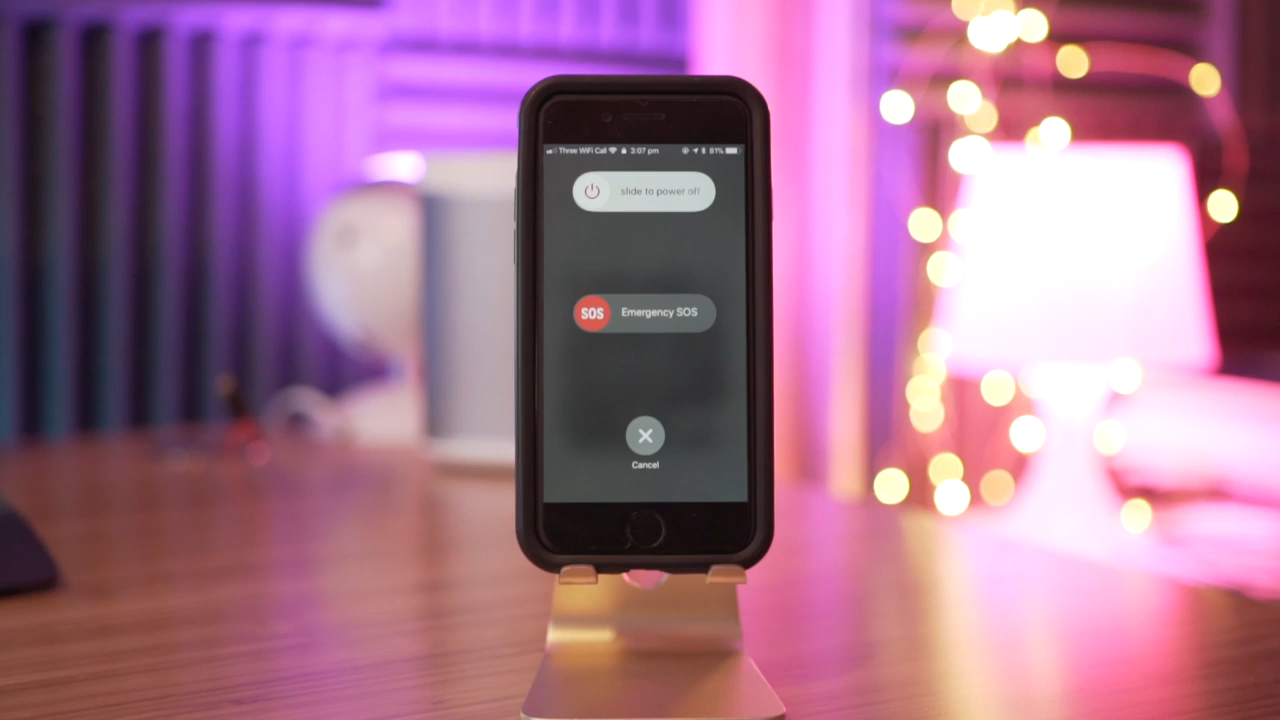 Three WiFi Call 3:07 pm 81%
slide to power off
SOS Emergency SOS
Cancel